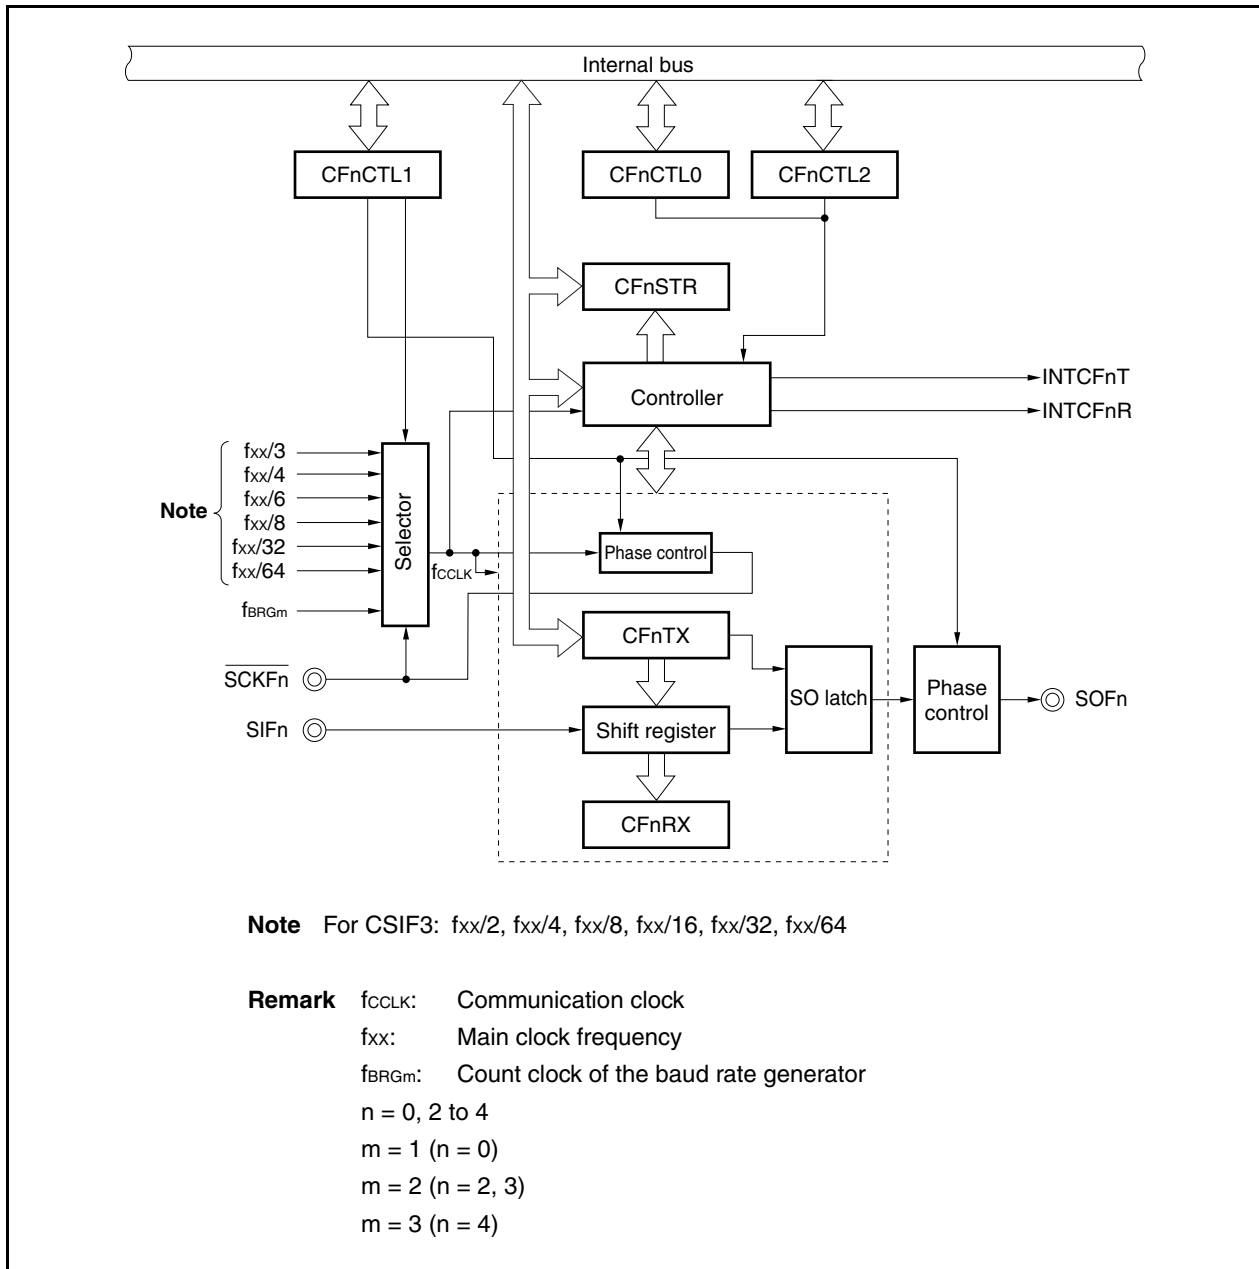 Internal bus
CFnCTL1
CFnCTL0
CFnCTL2
CFnSTR
Controller
INTCFnT
INTCFnR
Note
fxx/3
fxx/4
fxx/6
fxx/8
fxx/32
fxx/64
fBRGm
Selector
fCCLK
Phase control
SCKFn
SIFn
CFnTX
Shift register
CFnRX
SO latch
Phase
control
SOFn
Note For CSIF3: fxx/2, fxx/4, fxx/8, fxx/16, fxx/32, fxx/64
Remark fCCLK: Communication clock
fxx: Main clock frequency
fBRGm: Count clock of the baud rate generator
n = 0, 2 to 4
m = 1 (n = 0)
m = 2 (n = 2, 3)
m = 3 (n = 4)